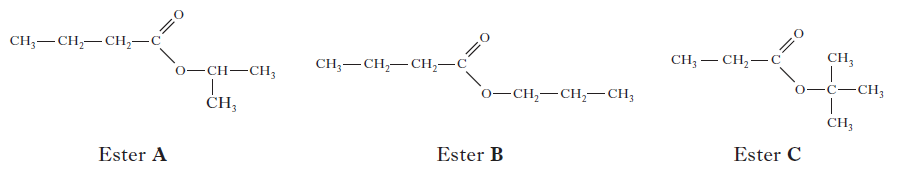 O
CH₃—CH₂—CH₂—C
O—CH—CH₃
CH₃
Ester A
O
CH₃—CH₂—CH₂—C
O—CH₂—CH₂—CH₃
Ester B
O
CH₃—CH₂—C
CH₃
O—C—CH₃
CH₃
Ester C